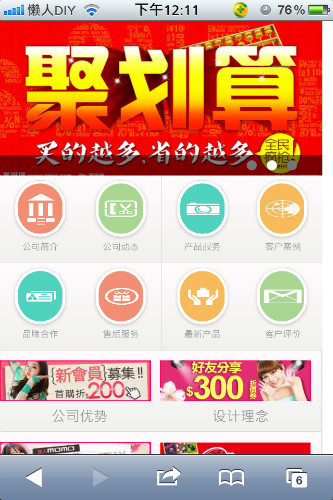 懒人DIY 下午12:11 76%
聚划算
买的越多,省的越多
全民
疯抢
公司简介 公司动态 产品服务 客户案例
品牌合作 售后服务 最新产品 客户评价
新會員募集!!
首購折200
好友分享
$300
公司优势 设计理念
MOMO
6